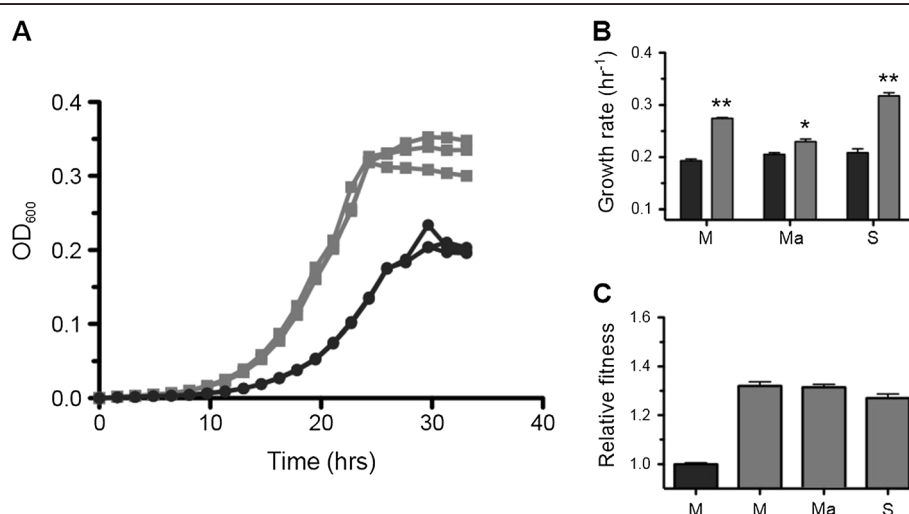 A
0.4
0.3
0.2
0.1
0.0
OD600
0 10 20 30 40
Time (hrs)
B
Growth rate (hr-1)
0.4
0.3
0.2
0.1
** * **
M Ma S
C
Relative fitness
1.6
1.4
1.2
1.0
M M Ma S